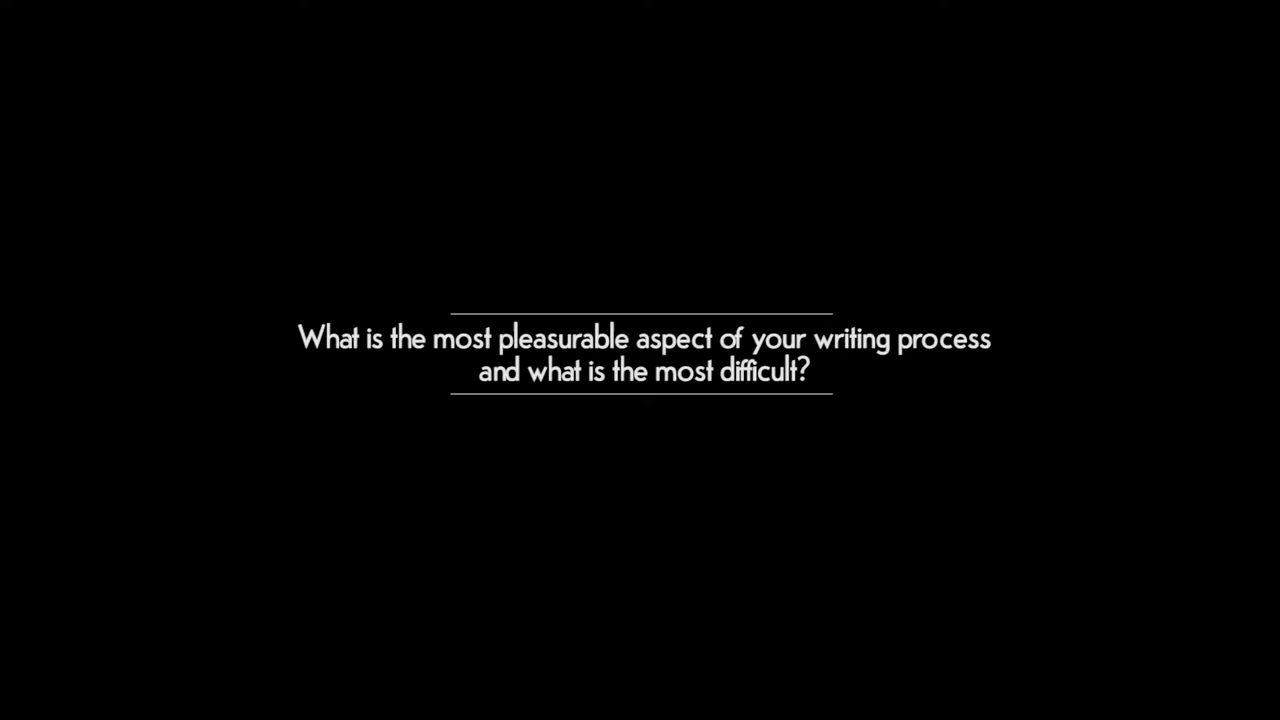 What is the most pleasurable aspect of your writing process
and what is the most difficult?